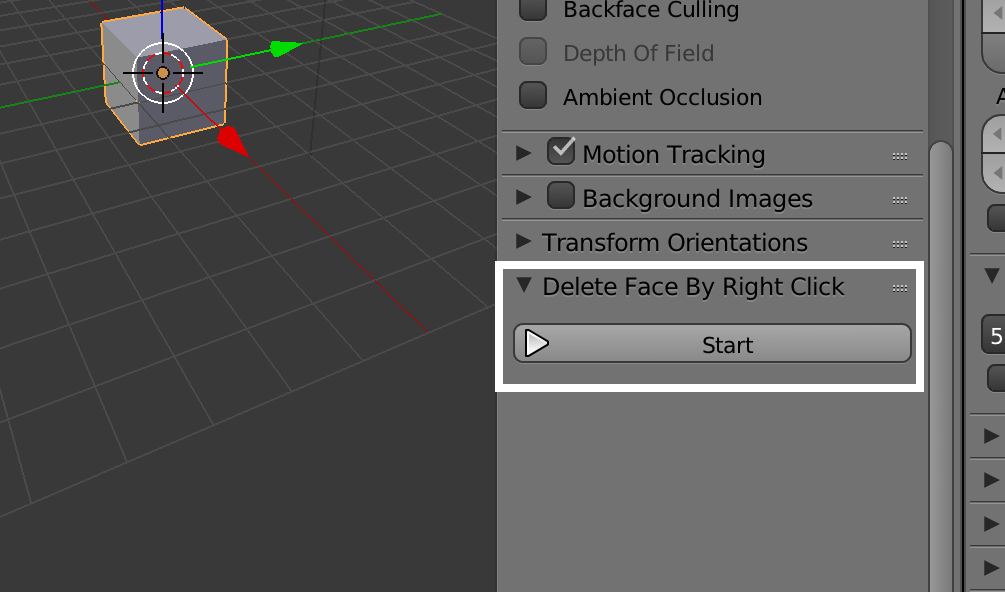 Backface Culling
Depth Of Field
Ambient Occlusion
Motion Tracking
Background Images
Transform Orientations
Delete Face By Right Click
Start
5